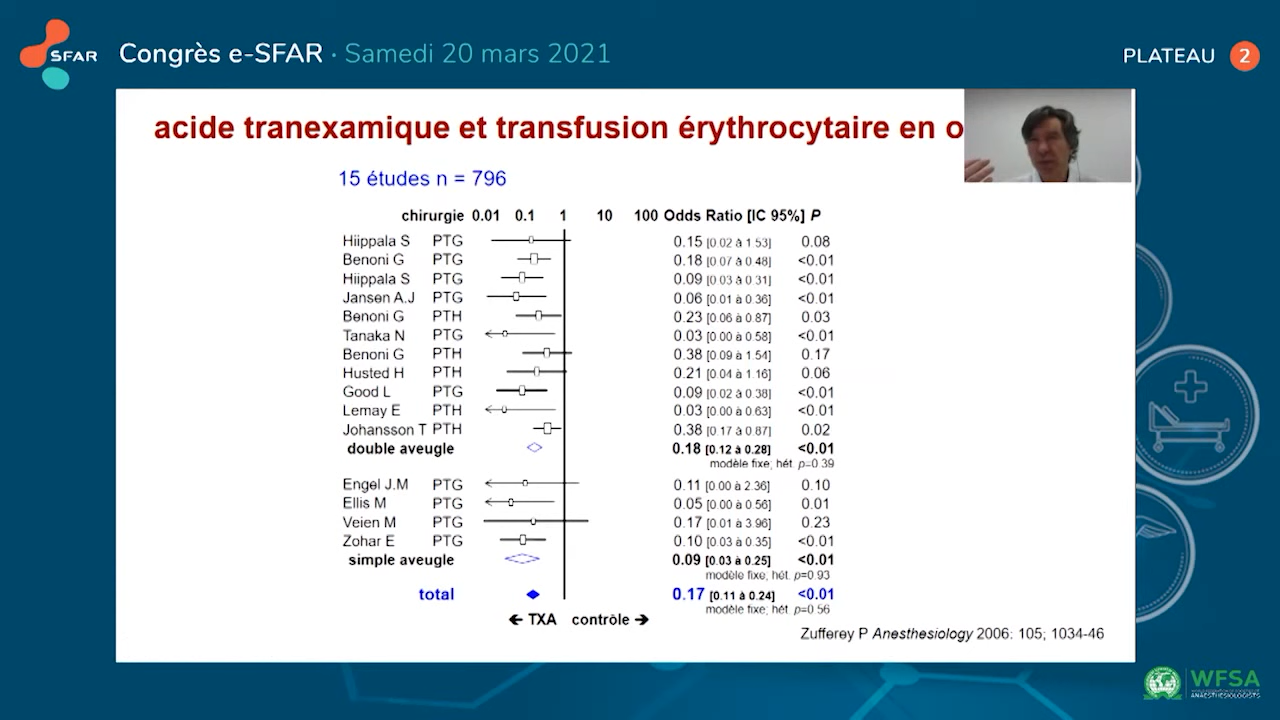 SFAR
Congrès e-SFAR · Samedi 20 mars 2021
PLATEAU 2
acide tranexamique et transfusion érythrocytaire en o
15 études n = 796
chirurgie 0.01 0.1 1 10 100 Odds Ratio [IC 95%] P
Hiippala S PTG 0.15 [0.02 à 1.53] 0.08
Benoni G PTG 0.18 [0.07 à 0.48] <0.01
Hiippala S PTG 0.09 [0.03 à 0.31] <0.01
Jansen A.J PTG 0.06 [0.01 à 0.36] <0.01
Benoni G PTH 0.23 [0.06 à 0.87] 0.03
Tanaka N PTG 0.03 [0.00 à 0.58] <0.01
Benoni G PTH 0.38 [0.09 à 1.54] 0.17
Husted H PTH 0.21 [0.04 à 1.16] 0.06
Good L PTG 0.09 [0.02 à 0.38] <0.01
Lemay E PTH 0.03 [0.00 à 0.63] <0.01
Johansson T PTH 0.38 [0.17 à 0.87] 0.02
double aveugle 0.18 [0.12 à 0.28] <0.01
modèle fixe; hét. p=0.39
Engel J.M PTG 0.11 [0.00 à 2.36] 0.10
Ellis M PTG 0.05 [0.00 à 0.56] 0.01
Veien M PTG 0.17 [0.01 à 3.96] 0.23
Zohar E PTG 0.10 [0.03 à 0.35] <0.01
simple aveugle 0.09 [0.03 à 0.25] <0.01
modèle fixe; hét. p=0.93
total 0.17 [0.11 à 0.24] <0.01
modèle fixe; hét p=0.56
← TXA contrôle →
Zufferey P Anesthesiology 2006: 105; 1034-46
WFSA
ANAESTHESIOLOGISTS